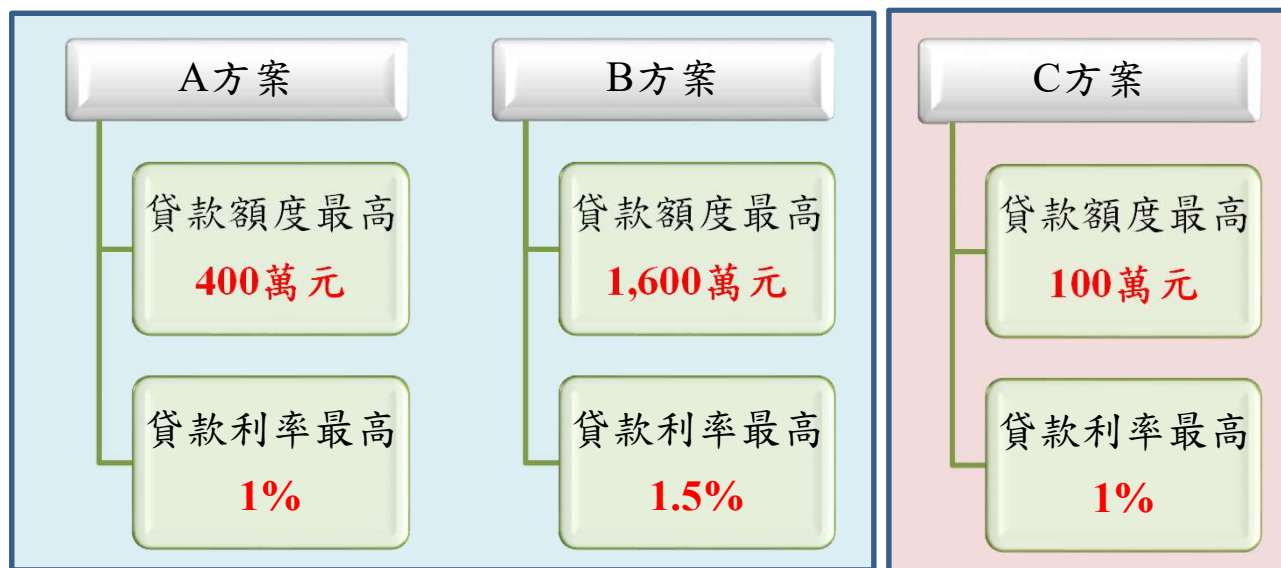 A方案
貸款額度最高
400萬元
貸款利率最高
1%
B方案
貸款額度最高
1,600萬元
貸款利率最高
1.5%
C方案
貸款額度最高
100萬元
貸款利率最高
1%